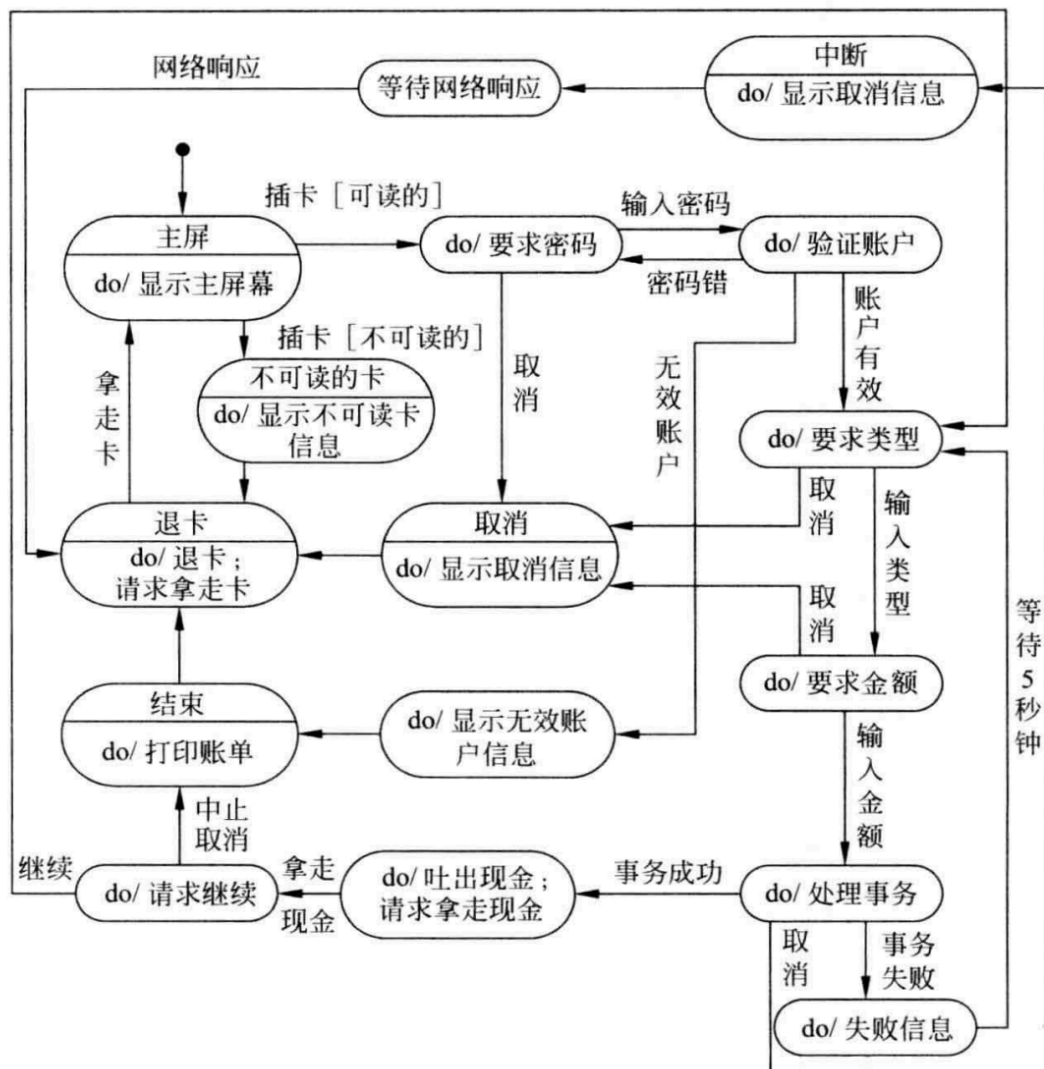 网络响应
等待网络响应
中断
do/ 显示取消信息
插卡［可读的］
输入密码
主屏
do/ 显示主屏幕
do/ 要求密码
do/ 验证账户
密码错
插卡［不可读的］
账户有效
取消
无效账户
拿走卡
不可读的卡
do/ 显示不可读卡
信息
do/ 要求类型
退卡
do/ 退卡；
请求拿走卡
取消
do/ 显示取消信息
取消
输入类型
取消
等待5秒钟
do/ 要求金额
结束
do/ 打印账单
do/ 显示无效账
户信息
输入金额
中止
取消
继续
do/ 请求继续
拿走
现金
do/ 吐出现金；
请求拿走现金
事务成功
do/ 处理事务
取消
事务
失败
do/ 失败信息